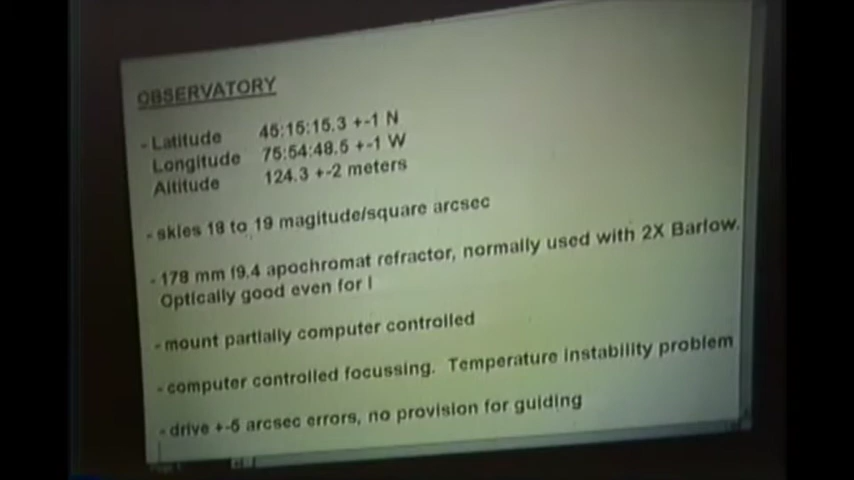 OBSERVATORY
- Latitude 45:15:15.3 +-1 N
Longitude 75:54:48.5 +-1 W
Altitude 124.3 +-2 meters
- skies 18 to 19 magitude/square arcsec
- 178 mm f9.4 apochromat refractor, normally used with 2X Barlow.
Optically good even for I
- mount partially computer controlled
- computer controlled focussing. Temperature instability problem
- drive +-5 arcsec errors, no provision for guiding